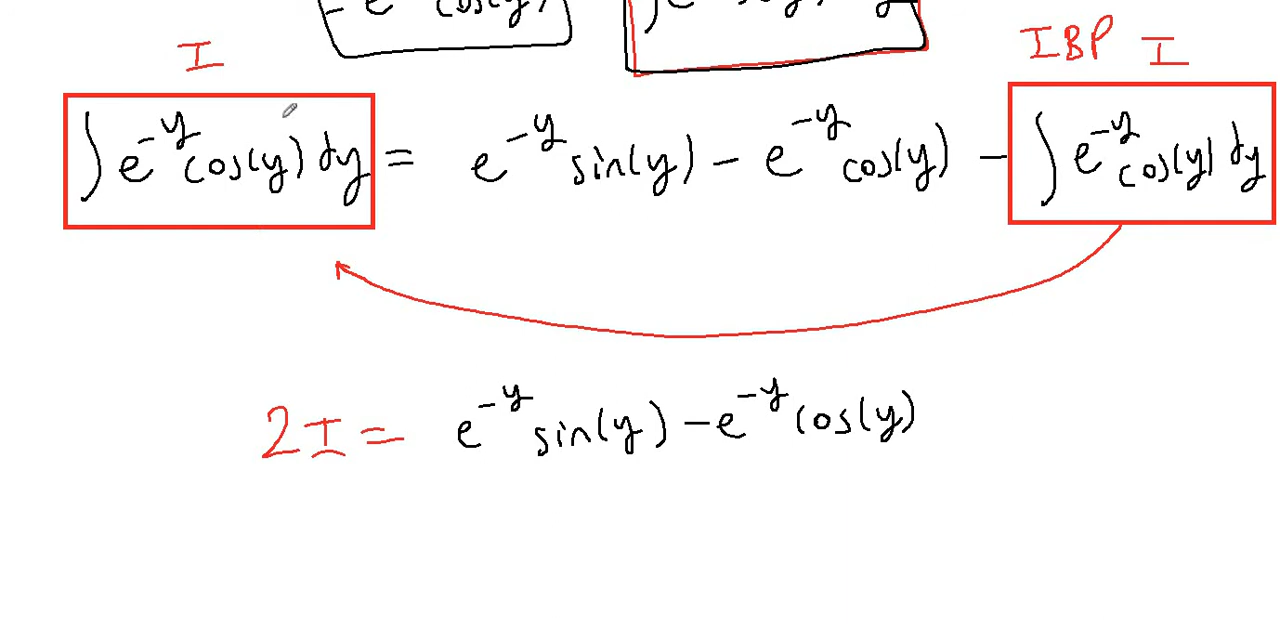 I IBP I
∫ e^{-y} cos(y) dy = e^{-y} sin(y) - e^{-y} cos(y) - ∫ e^{-y} cos(y) dy
2I = e^{-y} sin(y) - e^{-y} cos(y)